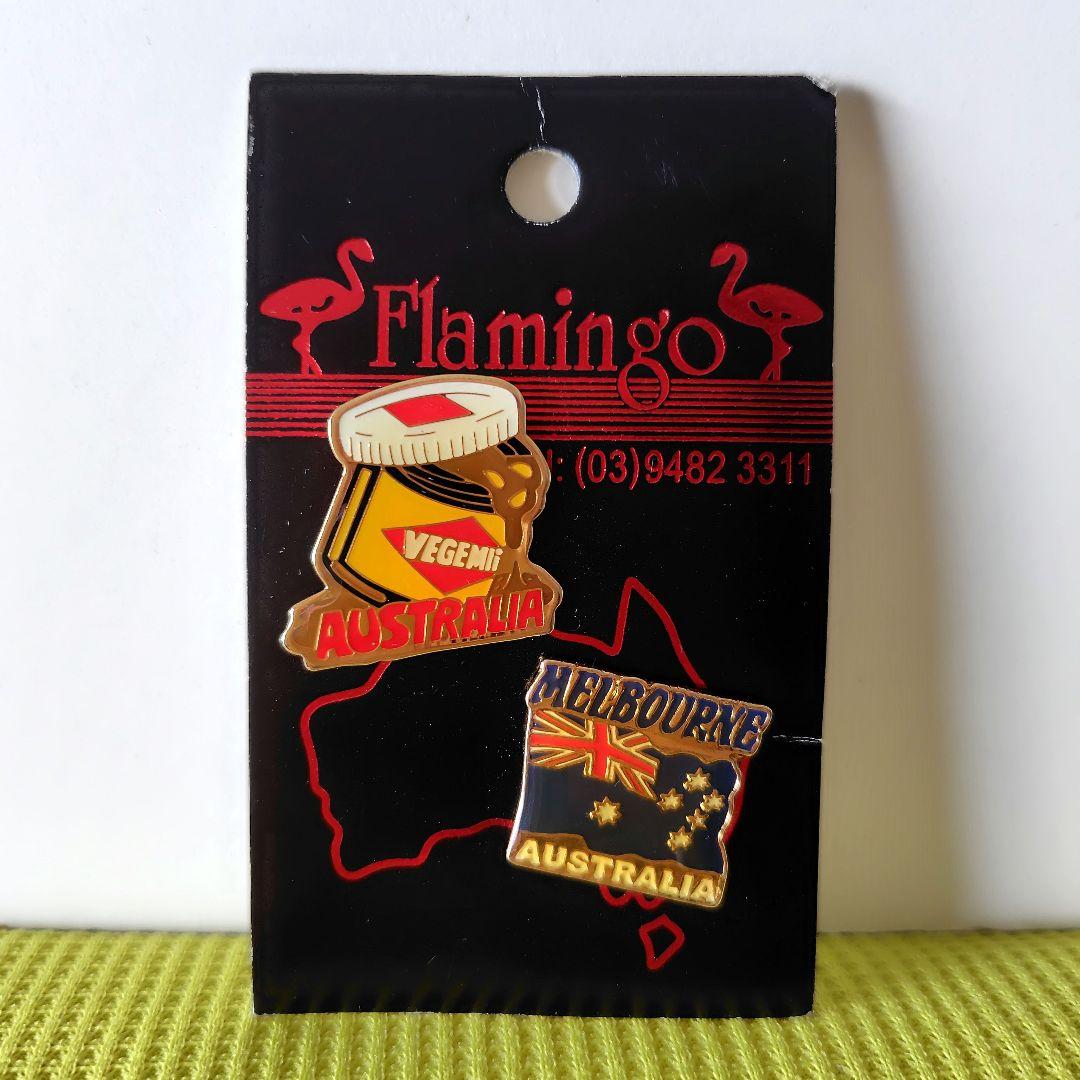 Flamingo
: (03) 9482 3311
VEGEMIi
AUSTRALIA
MELBOURNE
AUSTRALIA